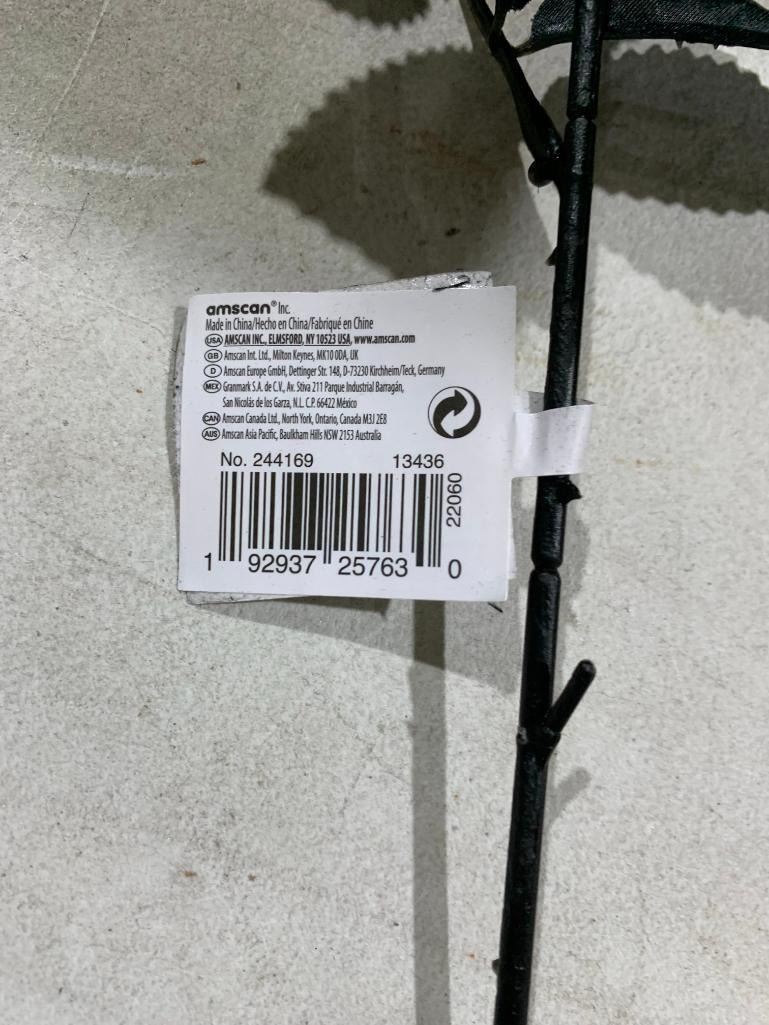 amscan® Inc.
Made in China/Hecho en China/Fabriqué en Chine
USA AMSCAN INC., ELMSFORD, NY 10523 USA, www.amscan.com
GB Amscan Int. Ltd., Milton Keynes, MK10 0DA, UK
D Amscan Europe GmbH, Dettinger Str. 148, D-73230 Kirchheim/Teck, Germany
MEX Granmark S.A. de C.V., Av. Stiva 211 Parque Industrial Barragán,
San Nicolás de los Garza, N.L. C.P. 66422 México
CAN Amscan Canada Ltd., North York, Ontario, Canada M3J 2E8
AUS Amscan Asia Pacific, Baulkham Hills NSW 2153 Australia
No. 244169 13436
22060
1 92937 25763 0